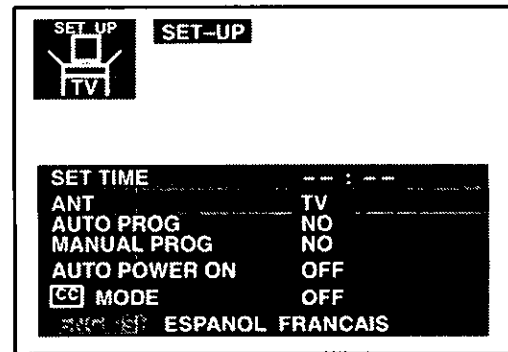 SET UP
SET-UP
TV
SET TIME -- : --
ANT TV
AUTO PROG NO
MANUAL PROG NO
AUTO POWER ON OFF
CC MODE OFF
ESPANOL FRANCAIS